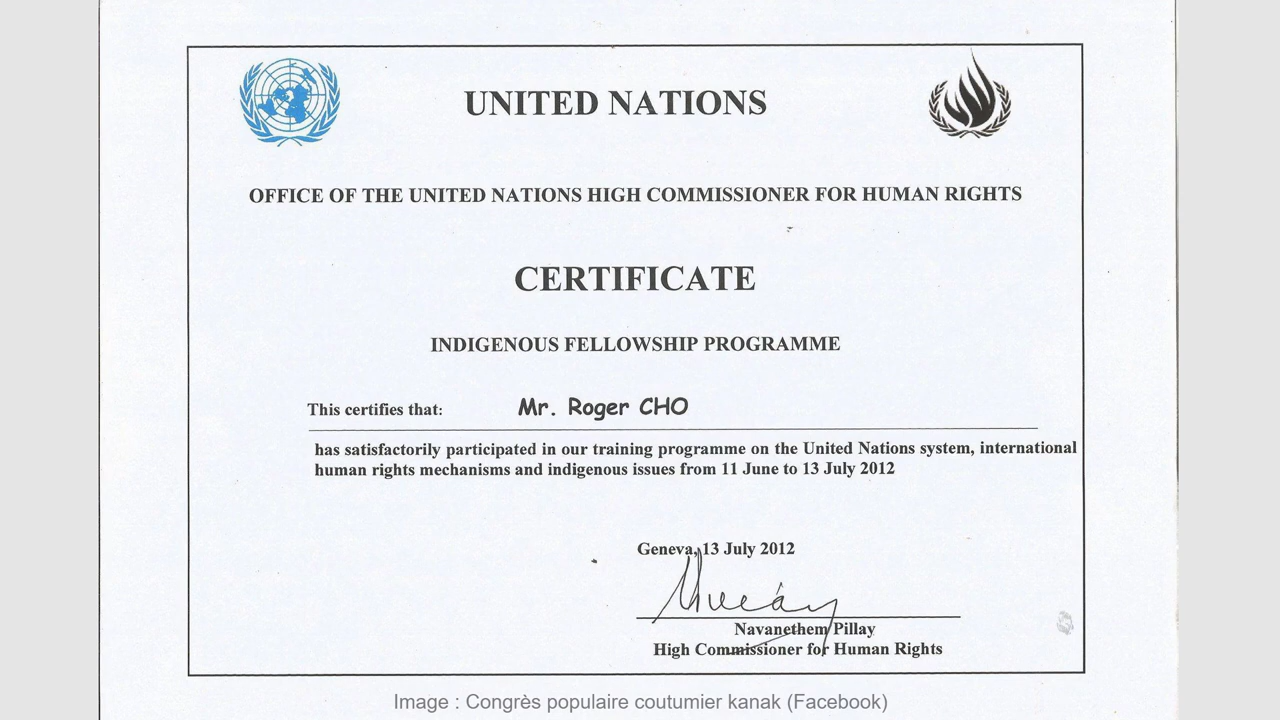 UNITED NATIONS
OFFICE OF THE UNITED NATIONS HIGH COMMISSIONER FOR HUMAN RIGHTS
CERTIFICATE
INDIGENOUS FELLOWSHIP PROGRAMME
This certifies that: Mr. Roger CHO
has satisfactorily participated in our training programme on the United Nations system, international
human rights mechanisms and indigenous issues from 11 June to 13 July 2012
Geneva, 13 July 2012
Navanethem Pillay
High Commissioner for Human Rights
Image : Congrès populaire coutumier kanak (Facebook)